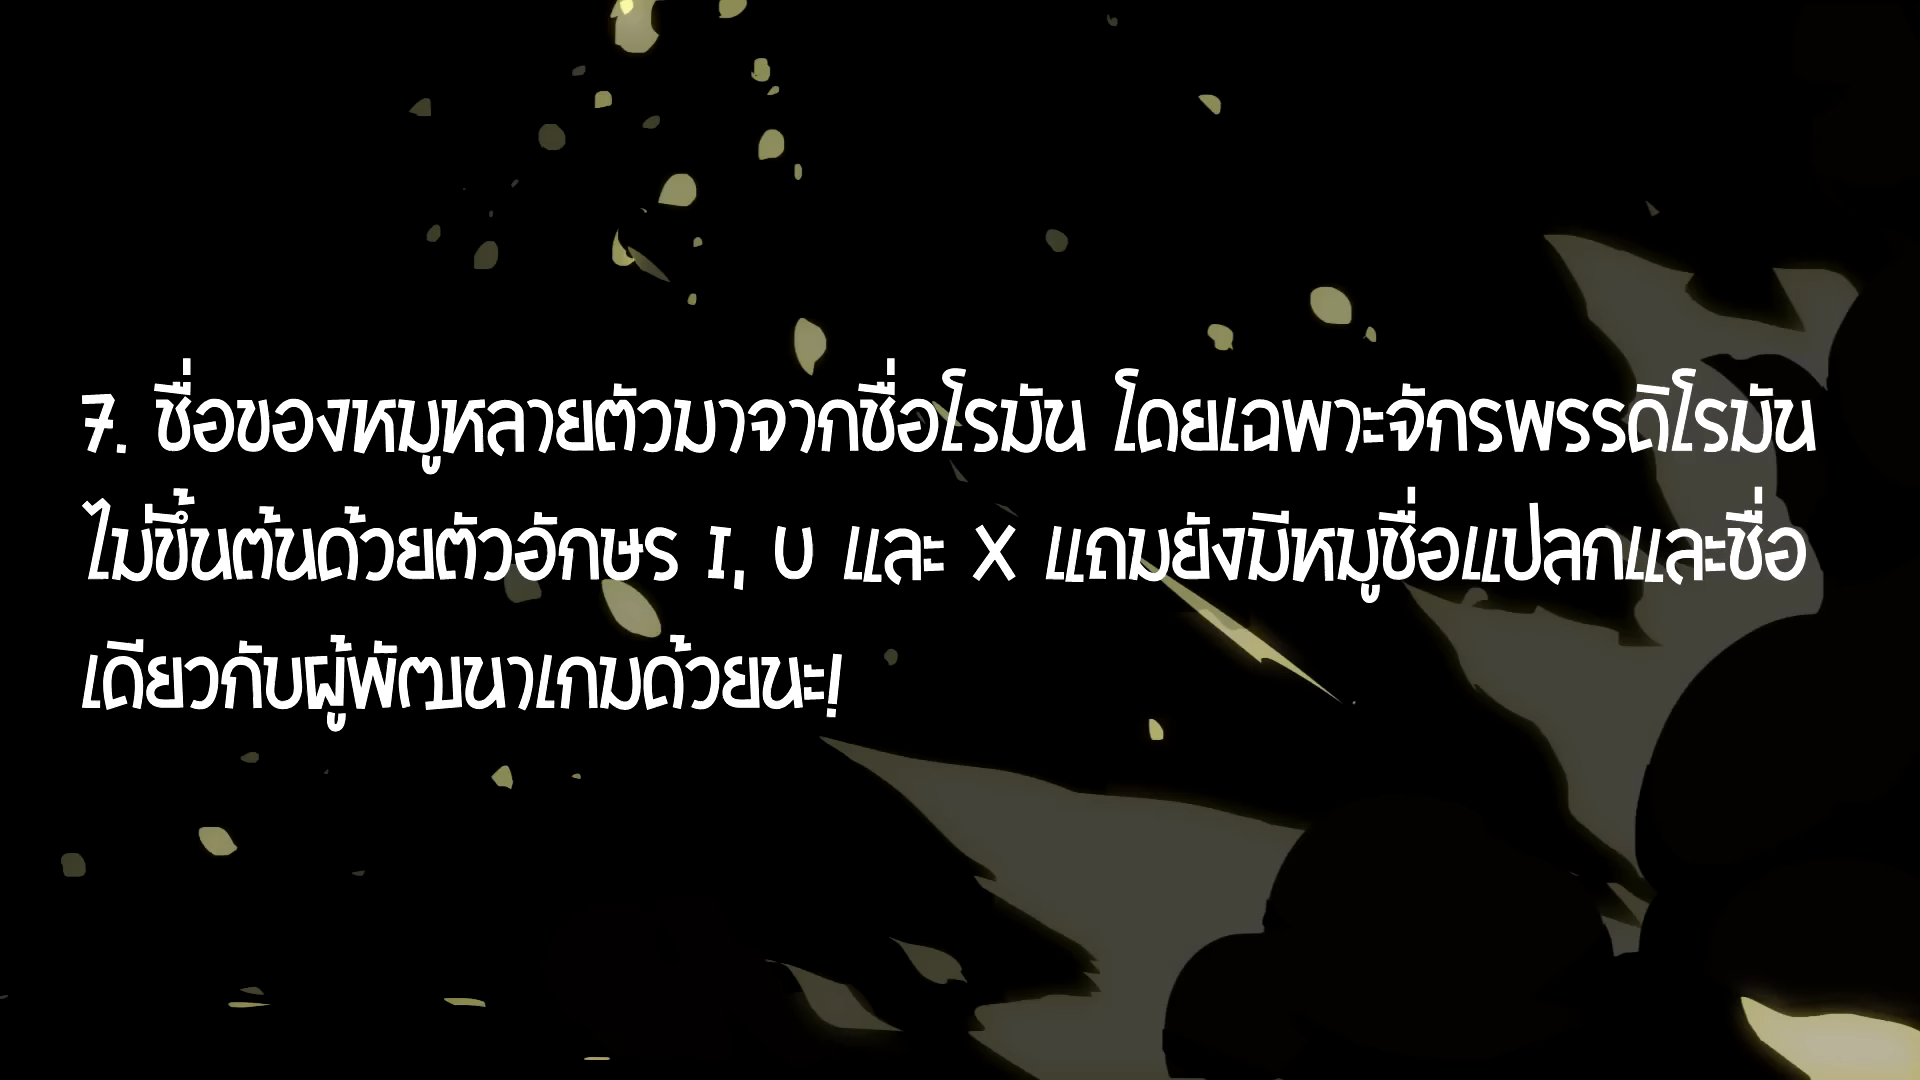 7. ชื่อของหมูหลายตัวมาจากชื่อโรมัน โดยเฉพาะจักรพรรดิโรมัน
ไม่ขึ้นต้นด้วยตัวอักษร I, U และ X แถมยังมีหมูชื่อแปลกและชื่อ
เดียวกับผู้พัฒนาเกมด้วยนะ!